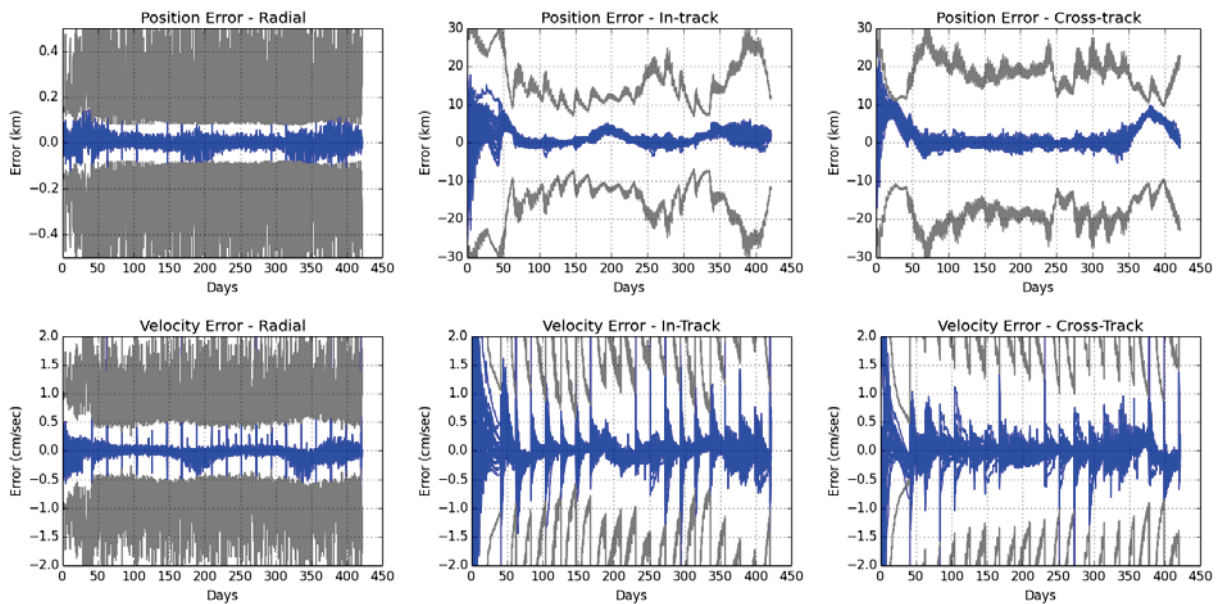 Position Error - Radial
0.4
0.2
0.0
−0.2
−0.4
Error (km)
0 50 100 150 200 250 300 350 400 450
Days
Position Error - In-track
30
20
10
0
−10
−20
−30
Error (km)
0 50 100 150 200 250 300 350 400 450
Days
Position Error - Cross-track
30
20
10
0
−10
−20
−30
Error (km)
0 50 100 150 200 250 300 350 400 450
Days
Velocity Error - Radial
2.0
1.5
1.0
0.5
0.0
−0.5
−1.0
−1.5
−2.0
Error (cm/sec)
0 50 100 150 200 250 300 350 400 450
Days
Velocity Error - In-Track
2.0
1.5
1.0
0.5
0.0
−0.5
−1.0
−1.5
−2.0
Error (cm/sec)
0 50 100 150 200 250 300 350 400 450
Days
Velocity Error - Cross-Track
2.0
1.5
1.0
0.5
0.0
−0.5
−1.0
−1.5
−2.0
Error (cm/sec)
0 50 100 150 200 250 300 350 400 450
Days